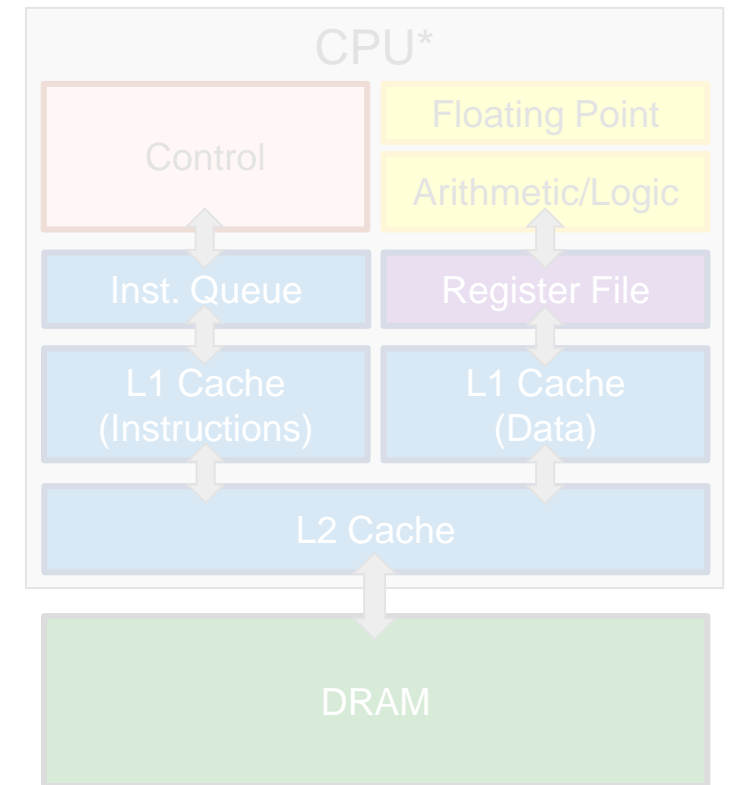 CPU*
Control
Floating Point
Arithmetic/Logic
Inst. Queue
Register File
L1 Cache
(Instructions)
L1 Cache
(Data)
L2 Cache
DRAM